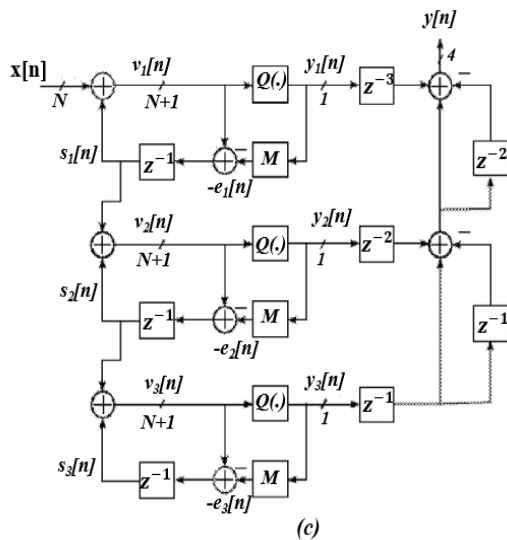 y[n]
x[n] N v₁[n] N+1 Q(.) y₁[n] 1 z⁻³ 4 −
s₁[n] z⁻¹ − M -e₁[n] z⁻²
v₂[n] N+1 Q(.) y₂[n] 1 z⁻² −
s₂[n] z⁻¹ − M -e₂[n] z⁻¹
v₃[n] N+1 Q(.) y₃[n] 1 z⁻¹
s₃[n] z⁻¹ − M -e₃[n]
(c)